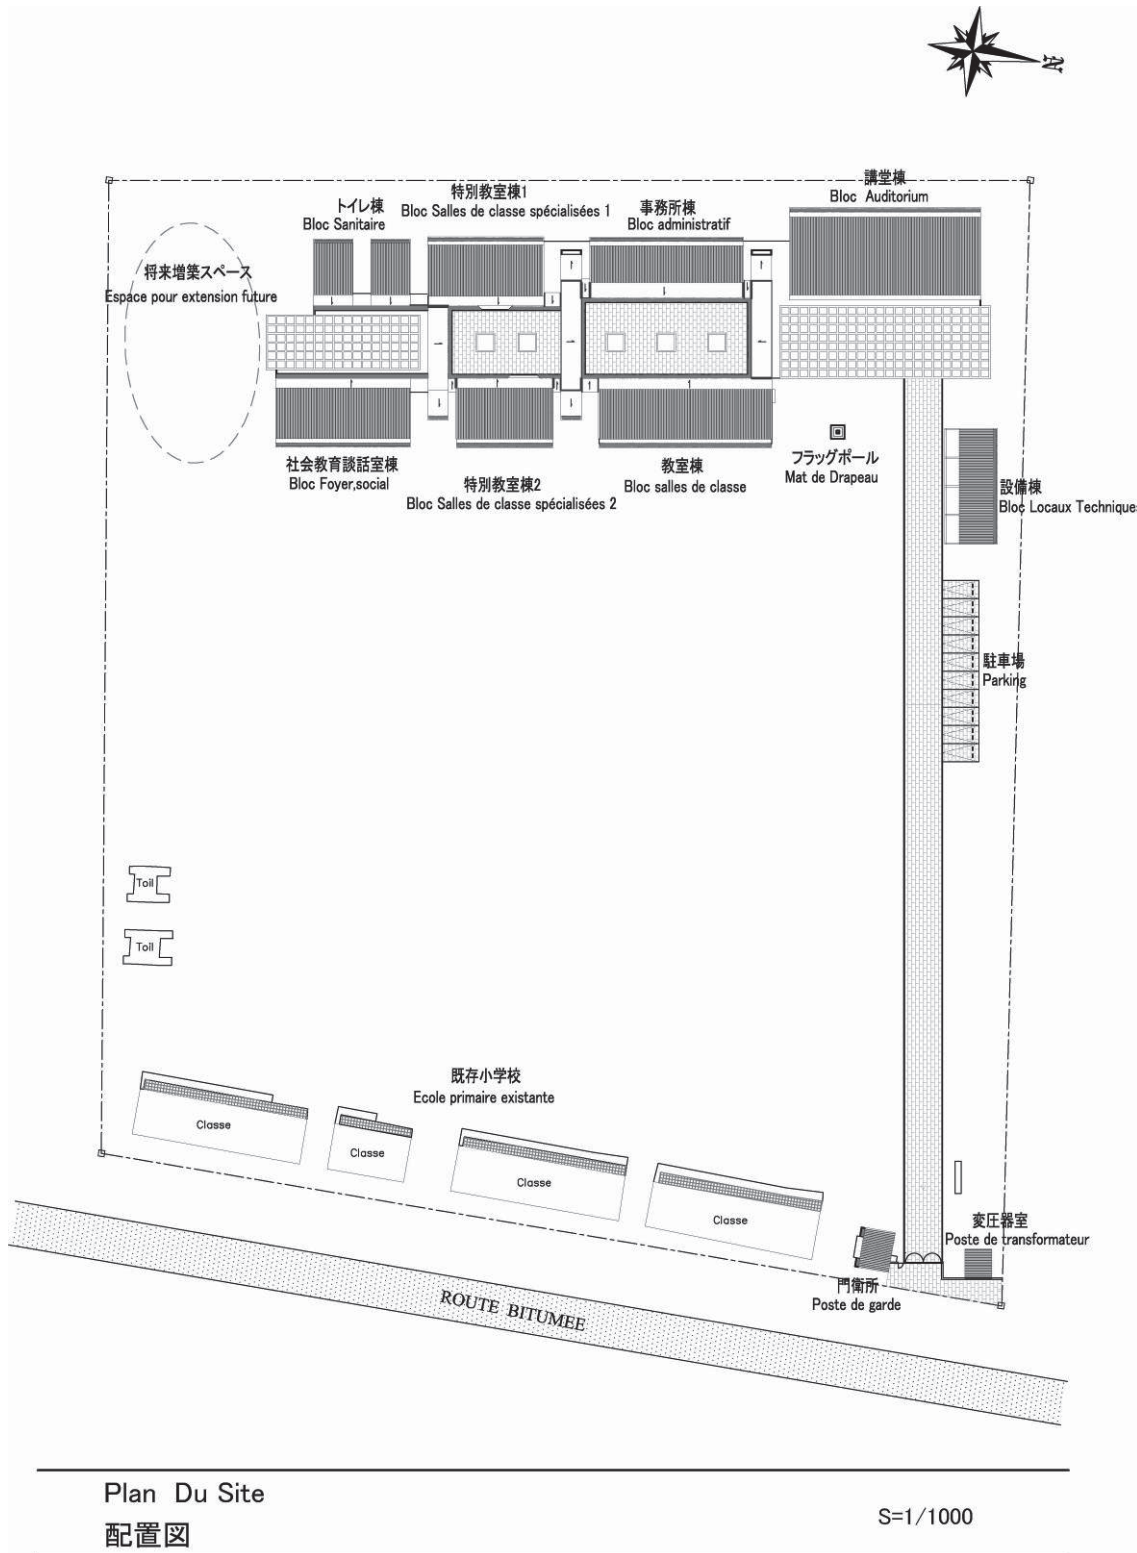 N
講堂棟
Bloc Auditorium
特別教室棟1
Bloc Salles de classe spécialisées 1
トイレ棟
Bloc Sanitaire
事務所棟
Bloc administratif
将来増築スペース
Espace pour extension future
社会教育談話室棟
Bloc Foyer,social
特別教室棟2
Bloc Salles de classe spécialisées 2
教室棟
Bloc salles de classe
フラッグポール
Mat de Drapeau
設備棟
Bloc Locaux Techniques
駐車場
Parking
Toil
Toil
既存小学校
Ecole primaire existante
Classe
Classe
Classe
Classe
変圧器室
Poste de transformateur
門衛所
Poste de garde
ROUTE BITUMEE
Plan Du Site
配置図
S=1/1000